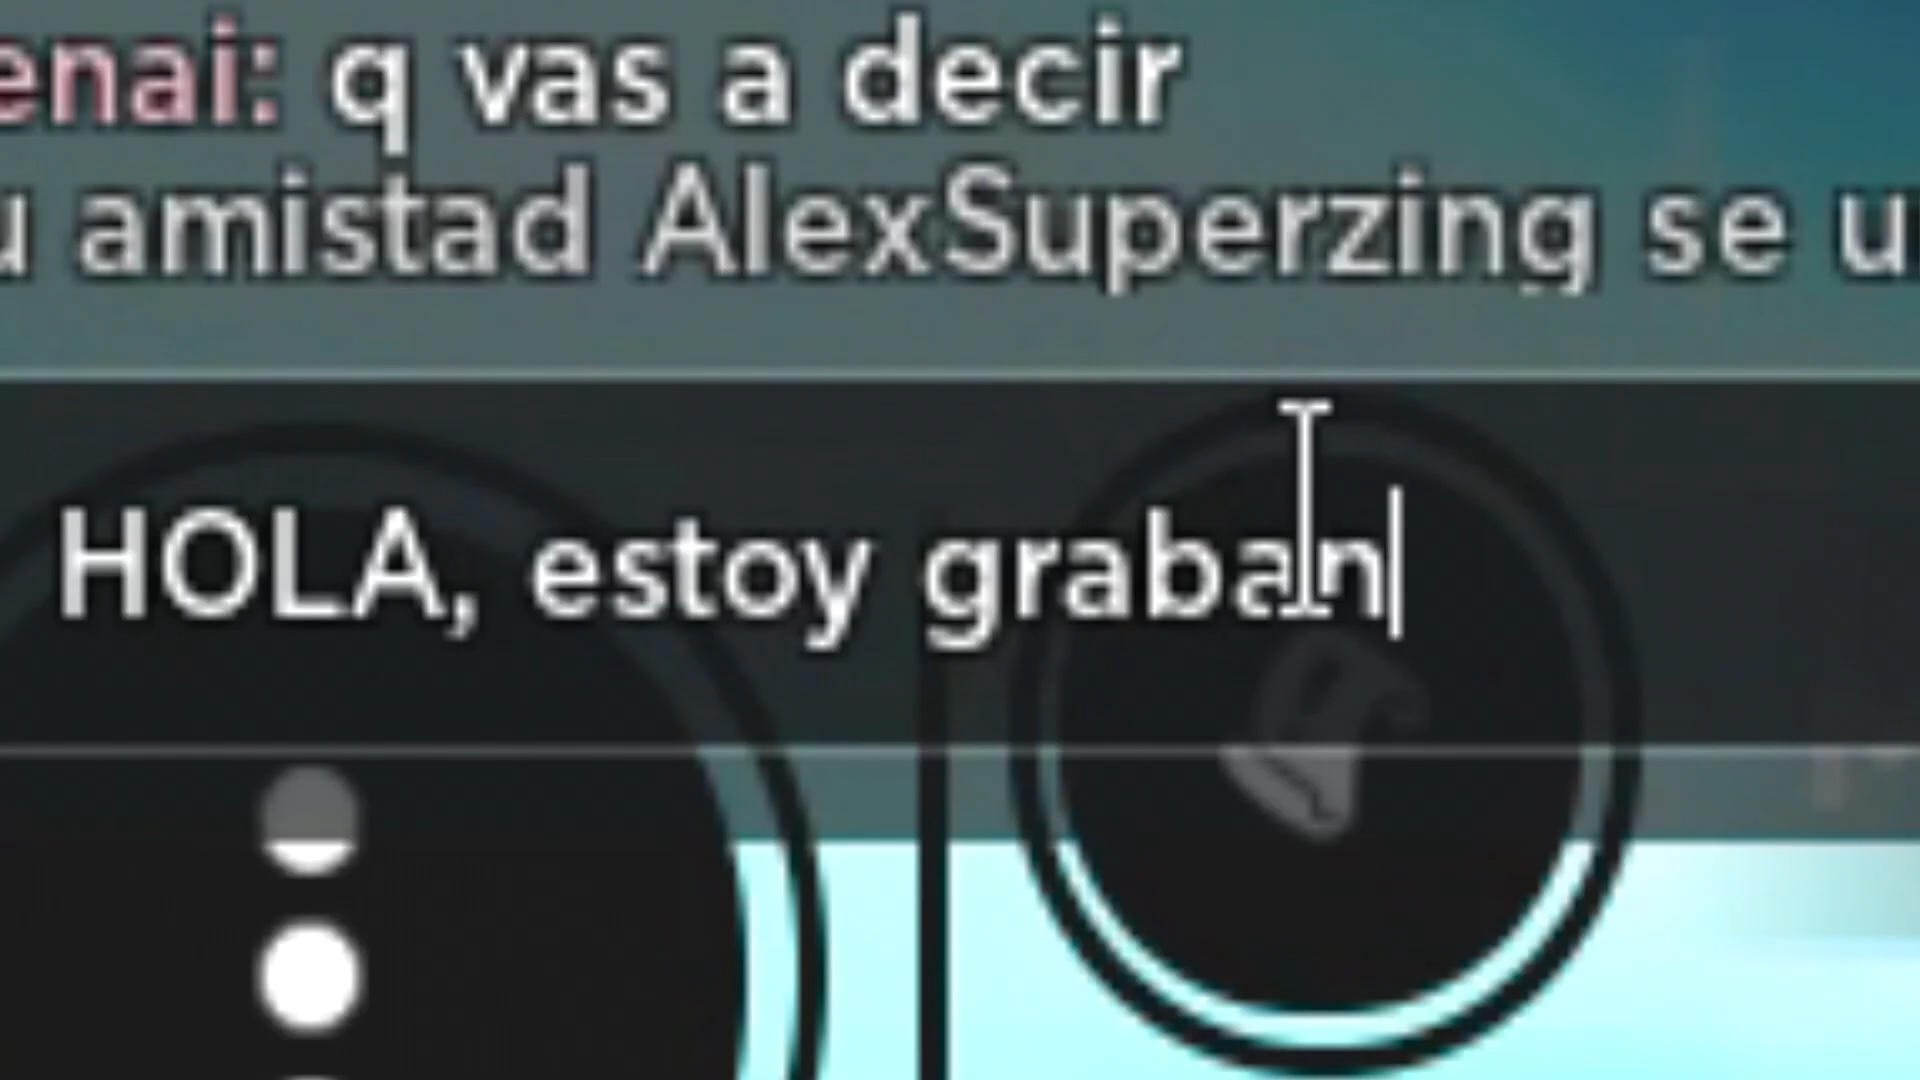 enai: q vas a decir
u amistad AlexSuperzing se u
HOLA, estoy graban